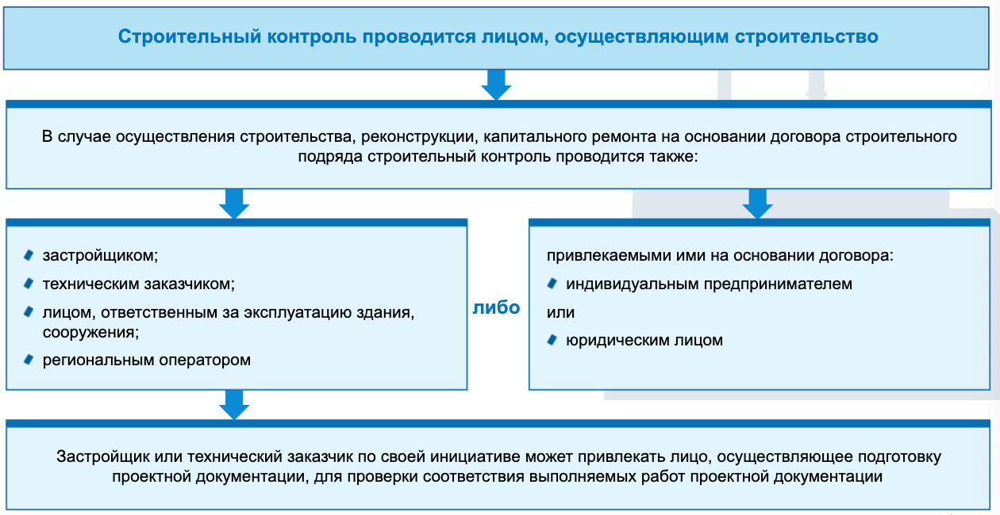 Строительный контроль проводится лицом, осуществляющим строительство
В случае осуществления строительства, реконструкции, капитального ремонта на основании договора строительного
подряда строительный контроль проводится также:
застройщиком;
техническим заказчиком;
лицом, ответственным за эксплуатацию здания,
сооружения;
региональным оператором
либо
привлекаемыми ими на основании договора:
индивидуальным предпринимателем
или
юридическим лицом
Застройщик или технический заказчик по своей инициативе может привлекать лицо, осуществляющее подготовку
проектной документации, для проверки соответствия выполняемых работ проектной документации